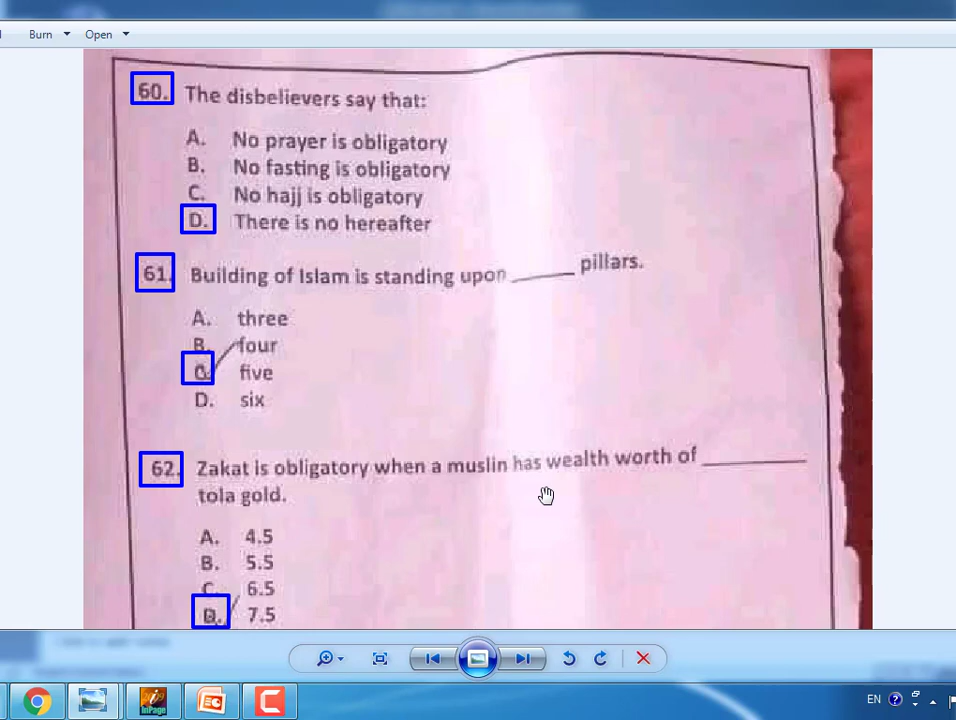 Burn Open
60. The disbelievers say that:
A. No prayer is obligatory
B. No fasting is obligatory
C. No hajj is obligatory
D. There is no hereafter
61. Building of Islam is standing upon ______ pillars.
A. three
B. four
C. five
D. six
62. Zakat is obligatory when a muslin has wealth worth of ________
tola gold.
A. 4.5
B. 5.5
C. 6.5
D. 7.5
InPage
EN